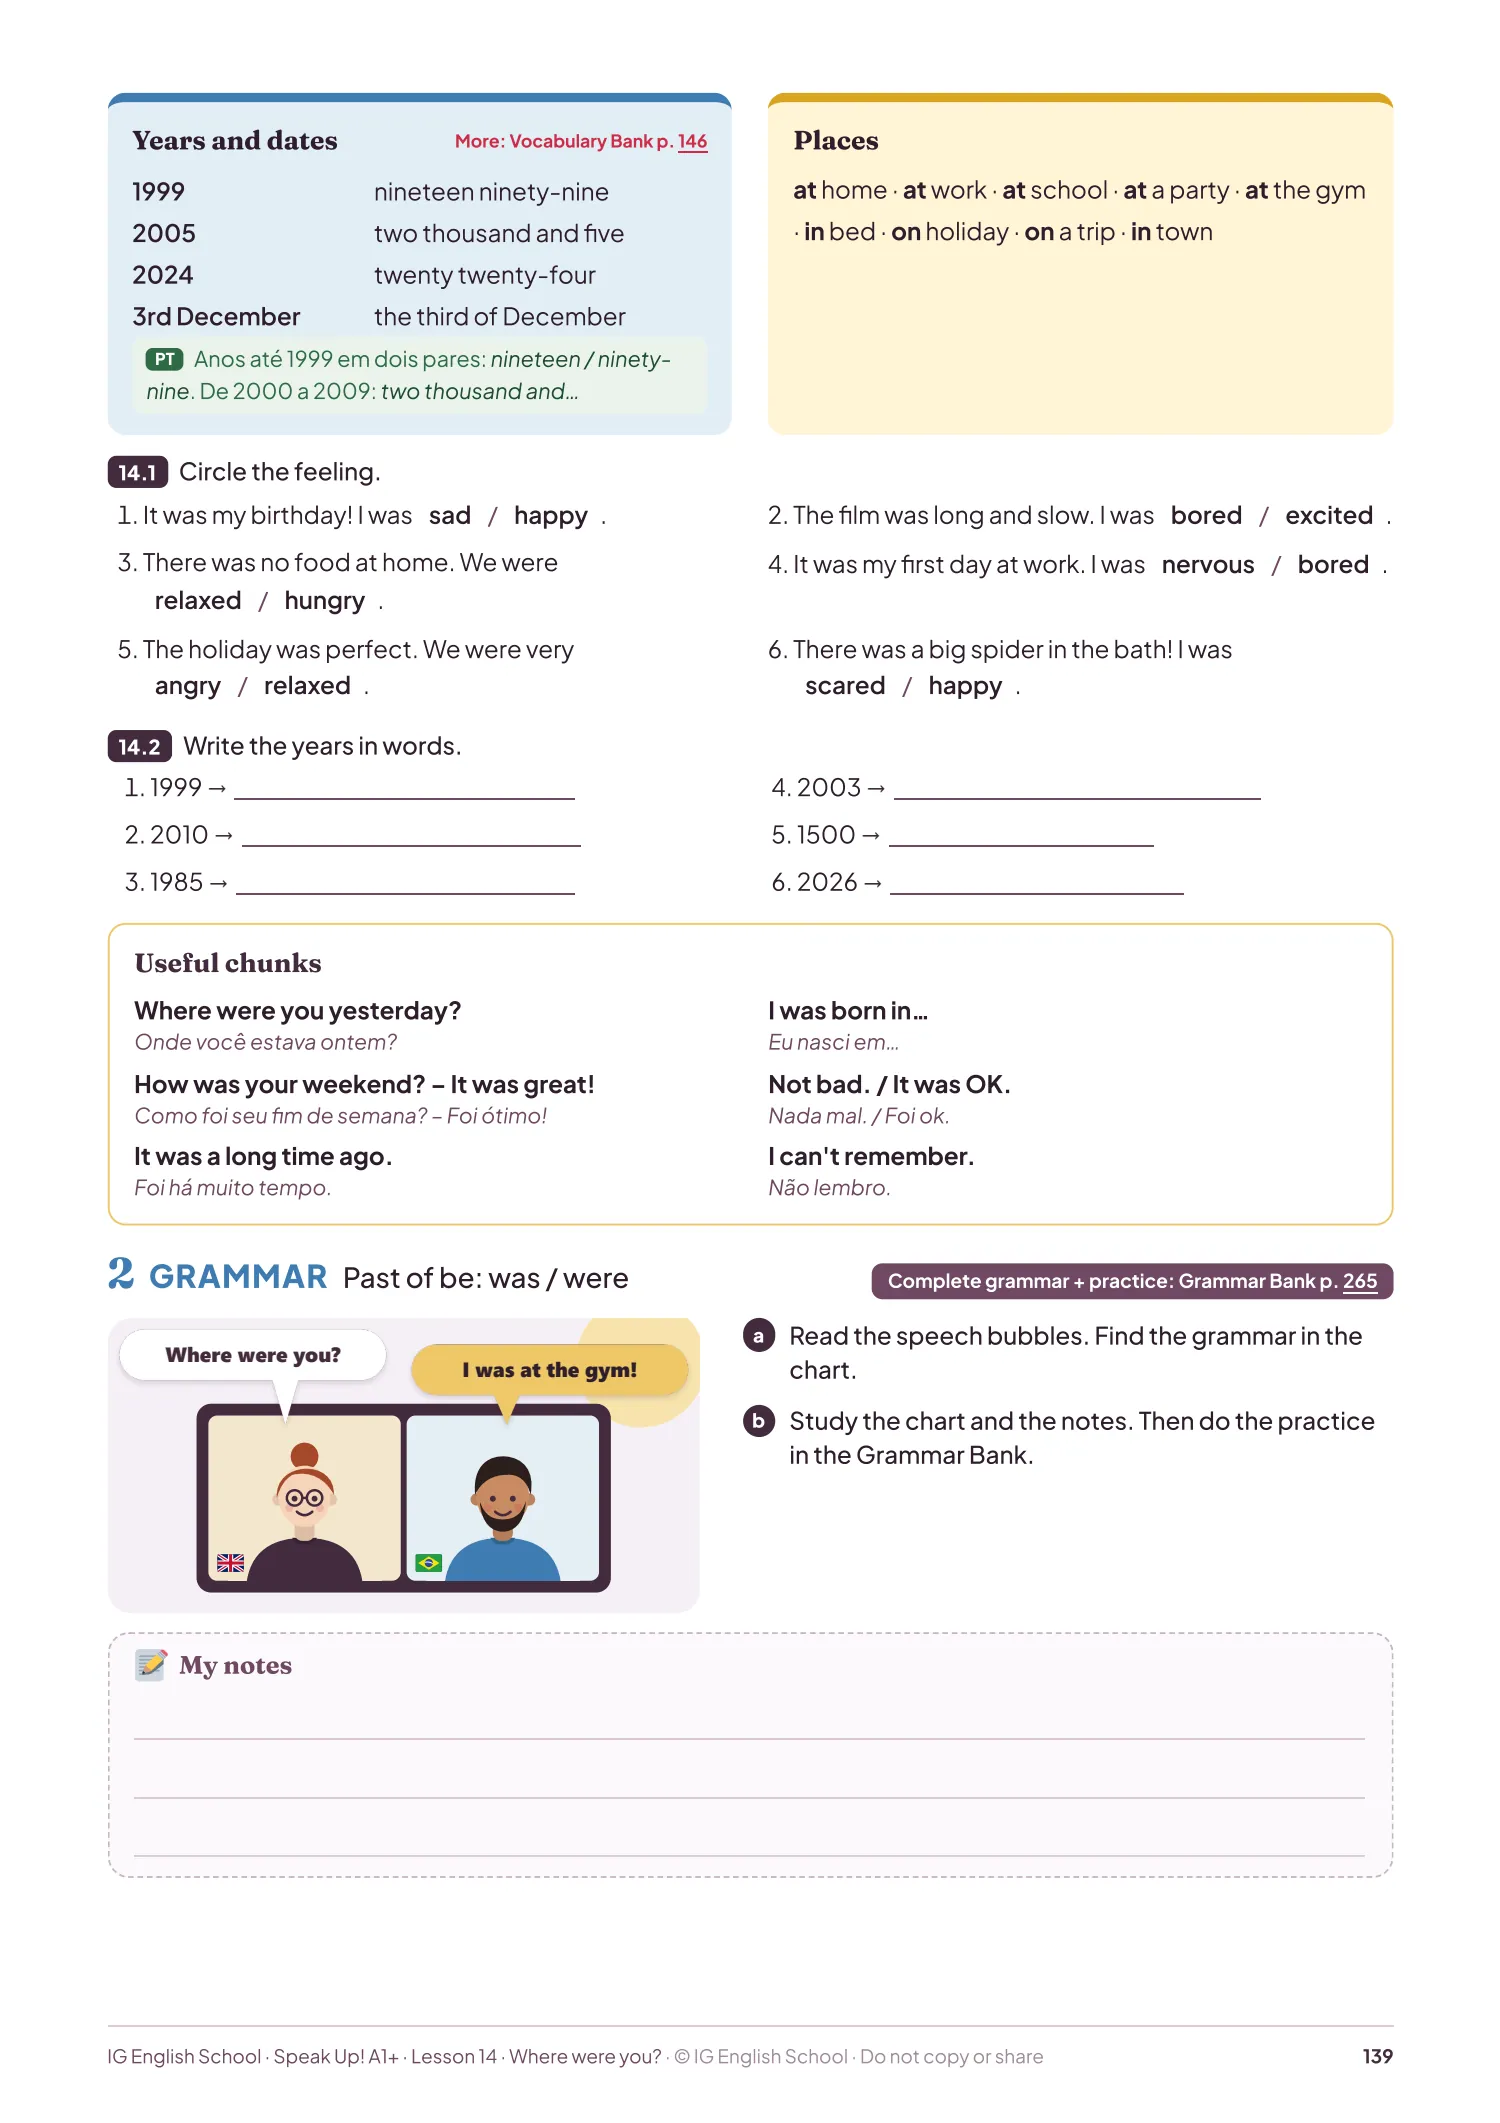 Years and dates
More: Vocabulary Bank p. 146
1999 nineteen ninety-nine
2005 two thousand and five
2024 twenty twenty-four
3rd December the third of December
PT Anos até 1999 em dois pares: nineteen / ninety-
nine. De 2000 a 2009: two thousand and...
Places
at home · at work · at school · at a party · at the gym
· in bed · on holiday · on a trip · in town
14.1 Circle the feeling.
1. It was my birthday! I was sad / happy .
2. The film was long and slow. I was bored / excited .
3. There was no food at home. We were
relaxed / hungry .
4. It was my first day at work. I was nervous / bored .
5. The holiday was perfect. We were very
angry / relaxed .
6. There was a big spider in the bath! I was
scared / happy .
14.2 Write the years in words.
1. 1999 →
2. 2010 →
3. 1985 →
4. 2003 →
5. 1500 →
6. 2026 →
Useful chunks
Where were you yesterday?
Onde você estava ontem?
I was born in...
Eu nasci em...
How was your weekend? – It was great!
Como foi seu fim de semana? – Foi ótimo!
Not bad. / It was OK.
Nada mal. / Foi ok.
It was a long time ago.
Foi há muito tempo.
I can't remember.
Não lembro.
2 GRAMMAR Past of be: was / were
Complete grammar + practice: Grammar Bank p. 265
Where were you?
I was at the gym!
a Read the speech bubbles. Find the grammar in the
chart.
b Study the chart and the notes. Then do the practice
in the Grammar Bank.
My notes
IG English School · Speak Up! A1+ · Lesson 14 · Where were you? · © IG English School · Do not copy or share
139